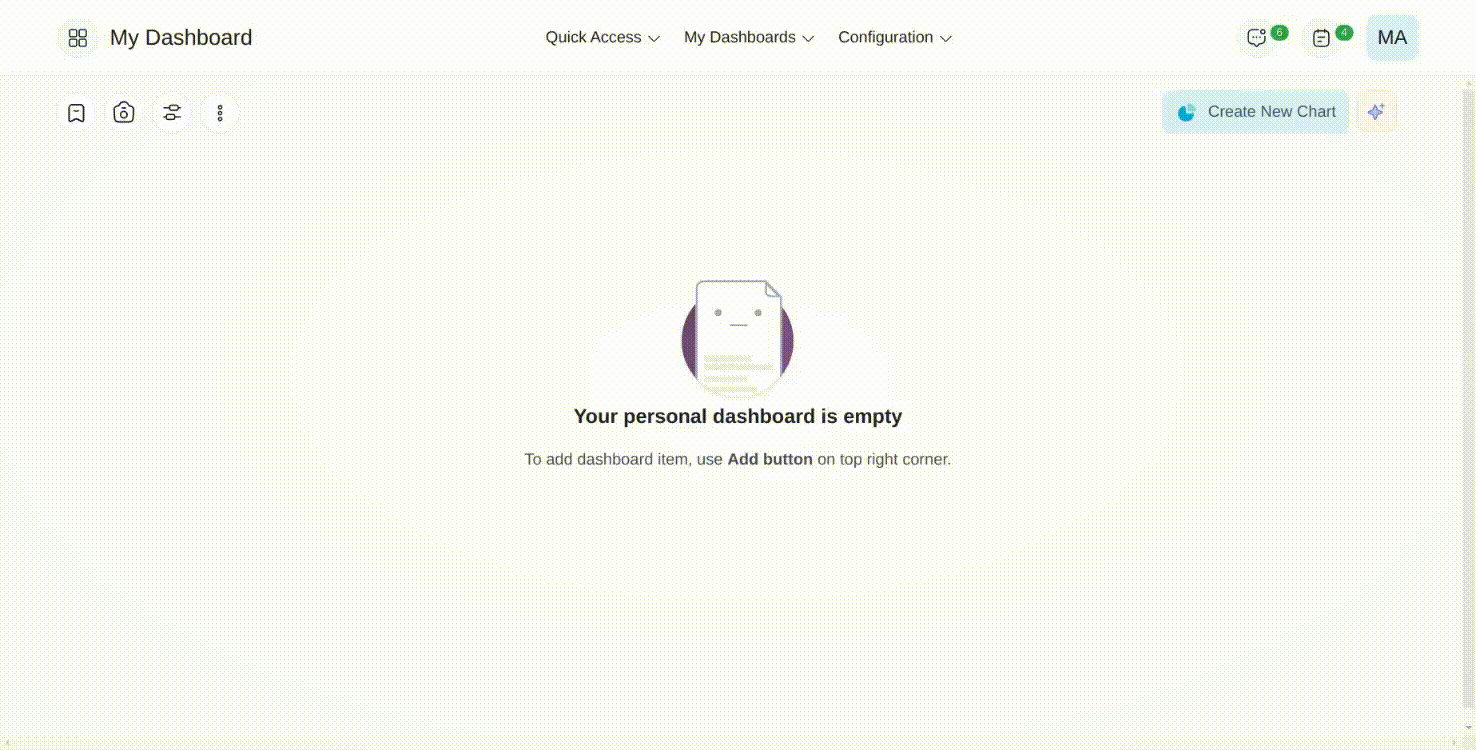 My Dashboard
Quick Access
My Dashboards
Configuration
6
4
MA
Create New Chart
Your personal dashboard is empty
To add dashboard item, use Add button on top right corner.